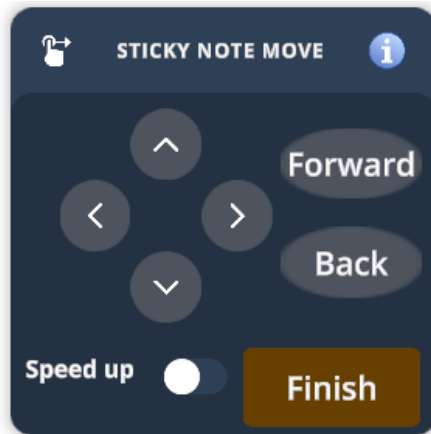 STICKY NOTE MOVE
Forward
Back
Speed up
Finish